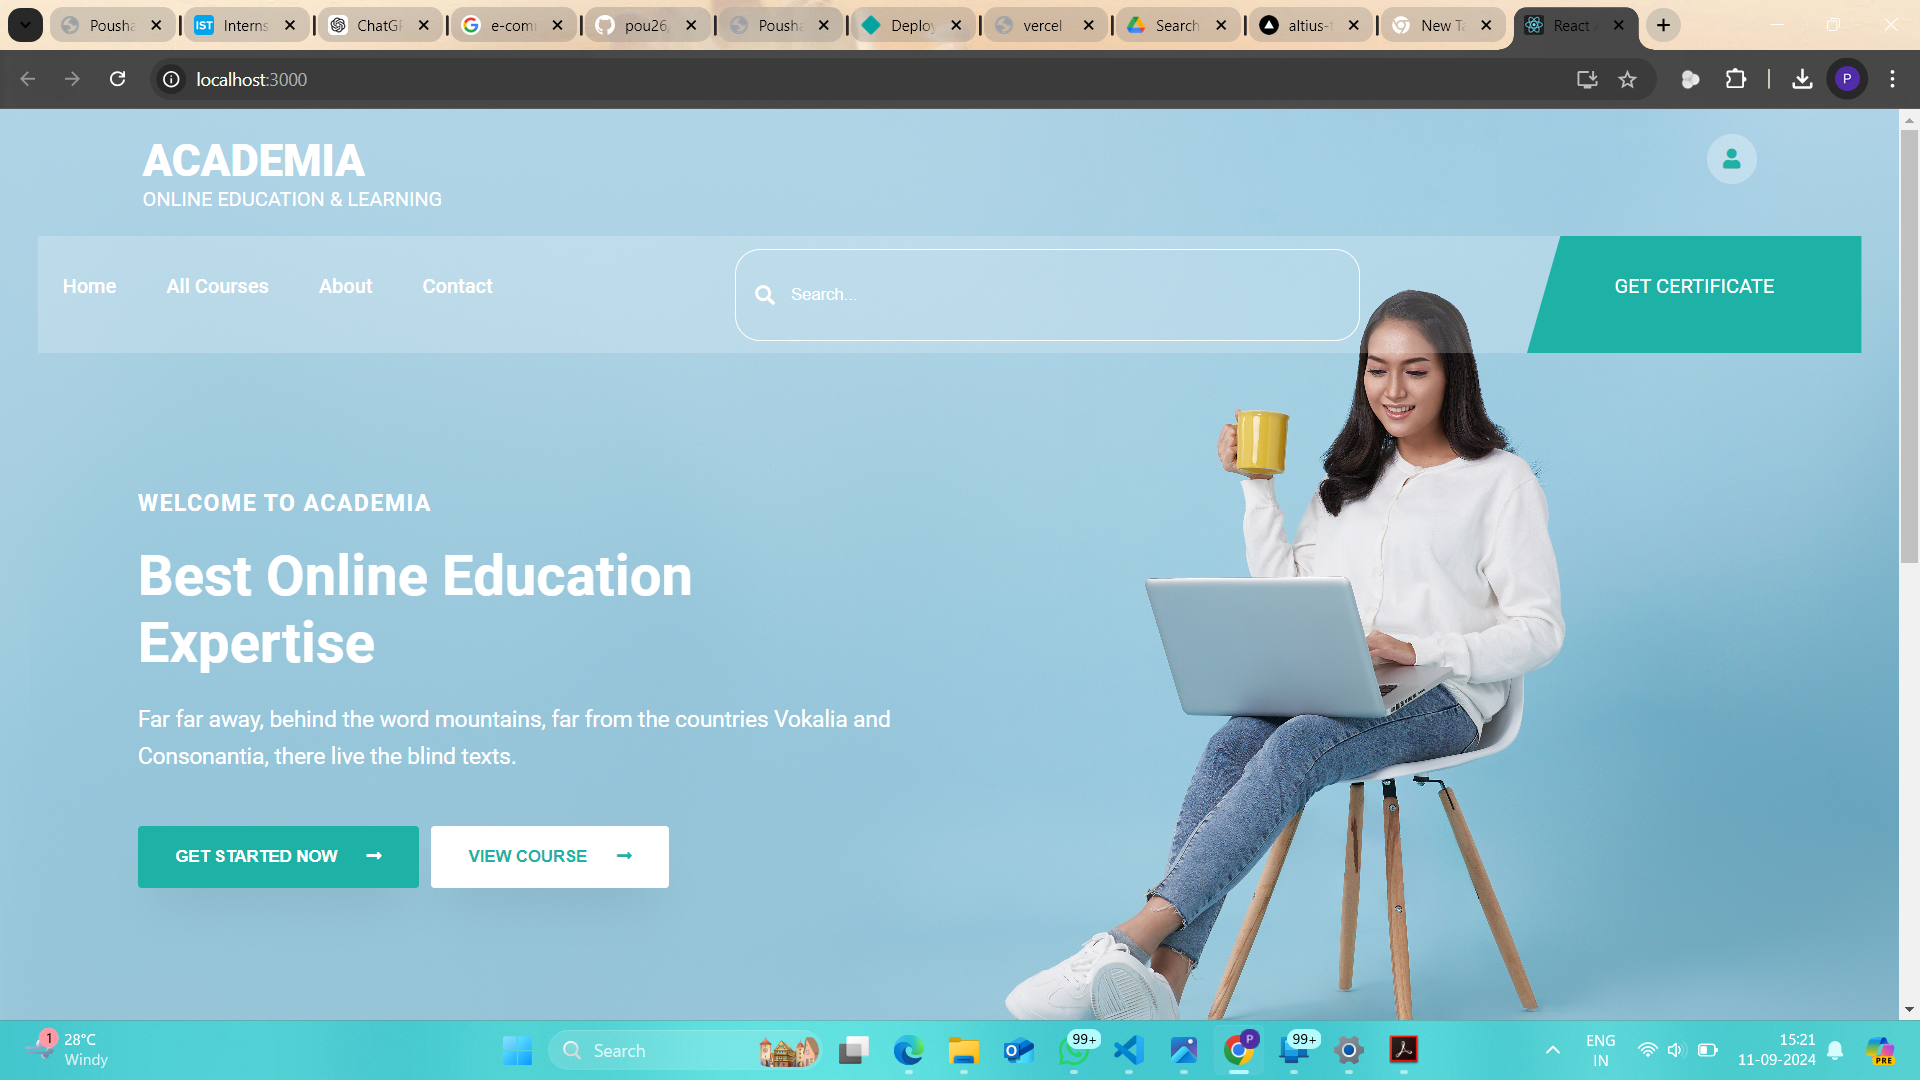 Pousha
IST Interns
ChatGP
e-com
pou26
Pousha
Deploy
vercel
Search
altius-t
New Ta
React A
localhost:3000
P
ACADEMIA
ONLINE EDUCATION & LEARNING
Home
All Courses
About
Contact
Search...
GET CERTIFICATE
WELCOME TO ACADEMIA
Best Online Education
Expertise
Far far away, behind the word mountains, far from the countries Vokalia and
Consonantia, there live the blind texts.
GET STARTED NOW
VIEW COURSE
1
28°C
Windy
Search
99+
P
99+
ENG
IN
15:21
11-09-2024
PRE